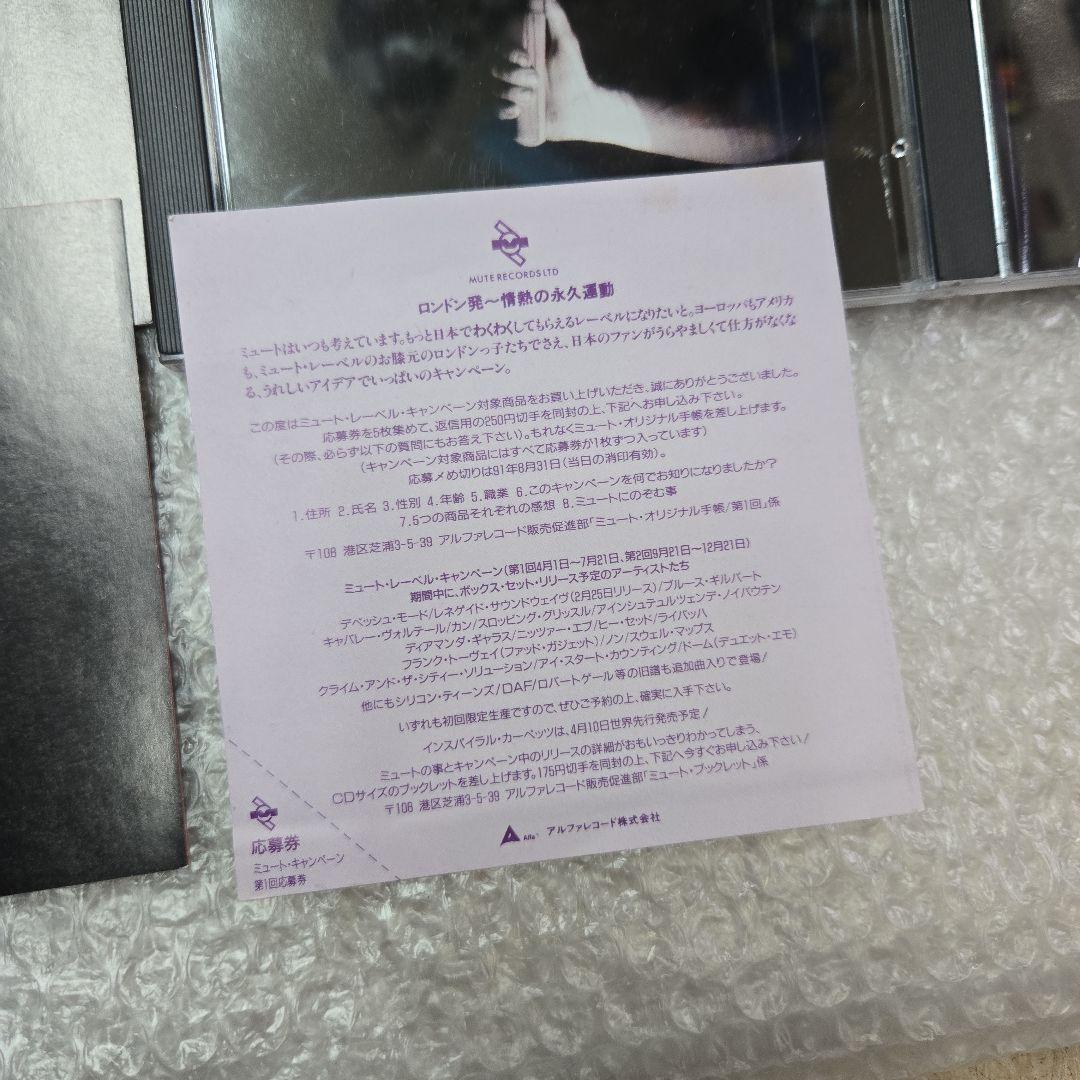 MUTE RECORDS LTD
ロンドン発〜情熱の永久運動
ミュートはいつも考えています。もっと日本でわくわくしてもらえるレーベルになりたいと。ヨーロッパもアメリカ
も、ミュート・レーベルのお膝元のロンドンっ子たちでさえ、日本のファンがうらやましくて仕方がなくな
る、うれしいアイデアでいっぱいのキャンペーン。
この度はミュート・レーベル・キャンペーン対象商品をお買い上げいただき、誠にありがとうございました。
応募券を5枚集めて、返信用の250円切手を同封の上、下記へお申し込み下さい。
(その際、必らず以下の質問にもお答え下さい)。もれなくミュート・オリジナル手帳を差し上げます。
(キャンペーン対象商品にはすべて応募券が1枚ずつ入っています)
応募〆め切りは91年8月31日(当日の消印有効)。
1.住所 2.氏名 3.性別 4.年齢 5.職業 6.このキャンペーンを何でお知りになりましたか?
7.5つの商品それぞれの感想 8.ミュートにのぞむ事
〒108 港区芝浦3-5-39 アルファレコード販売促進部「ミュート・オリジナル手帳/第1回」係
ミュート・レーベル・キャンペーン(第1回4月1日〜7月21日、第2回9月21日〜12月21日)
期間中に、ボックス・セット・リリース予定のアーティストたち
デペッシュ・モード/レネゲイド・サウンドウェイヴ(2月25日リリース)/ブルース・ギルバート
キャバレー・ヴォルテール/カン/スロッビング・グリッスル/アインシュテュルツェンデ・ノイバウテン
ディアマンダ・ギャラス/ニッツァー・エブ/ヒー・セッド/ライバッハ
フランク・トーヴェイ(ファッド・ガジェット)/ノン/スウェル・マップス
クライム・アンド・ザ・シティー・ソリューション/アイ・スタート・カウンティング/ドーム(デュエット・エモ)
他にもシリコン・ティーンズ/DAF/ロバートゲール等の旧譜も追加曲入りで登場!
いずれも初回限定生産ですので、ぜひご予約の上、確実に入手下さい。
インスパイラル・カーペッツは、4月10日世界先行発売予定!
ミュートの事とキャンペーン中のリリースの詳細がおもいっきりわかってしまう、
CDサイズのブックレットを差し上げます。175円切手を同封の上、下記へ今すぐお申し込み下さい!
〒108 港区芝浦3-5-39 アルファレコード販売促進部「ミュート・ブックレット」係
Alfa アルファレコード株式会社
応募券
ミュート・キャンペーン
第1回応募券